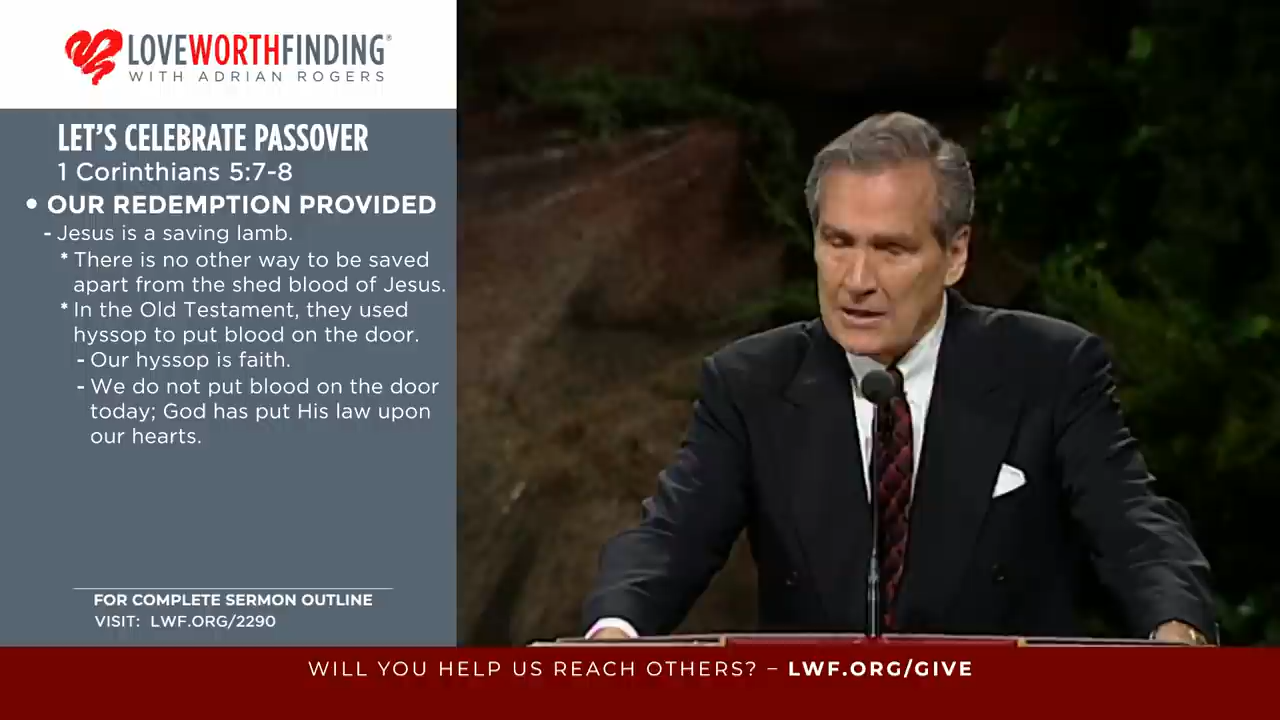 LOVEWORTHFINDING®
WITH ADRIAN ROGERS
LET'S CELEBRATE PASSOVER
1 Corinthians 5:7-8
• OUR REDEMPTION PROVIDED
- Jesus is a saving lamb.
* There is no other way to be saved
apart from the shed blood of Jesus.
* In the Old Testament, they used
hyssop to put blood on the door.
- Our hyssop is faith.
- We do not put blood on the door
today; God has put His law upon
our hearts.
FOR COMPLETE SERMON OUTLINE
VISIT: LWF.ORG/2290
WILL YOU HELP US REACH OTHERS? – LWF.ORG/GIVE